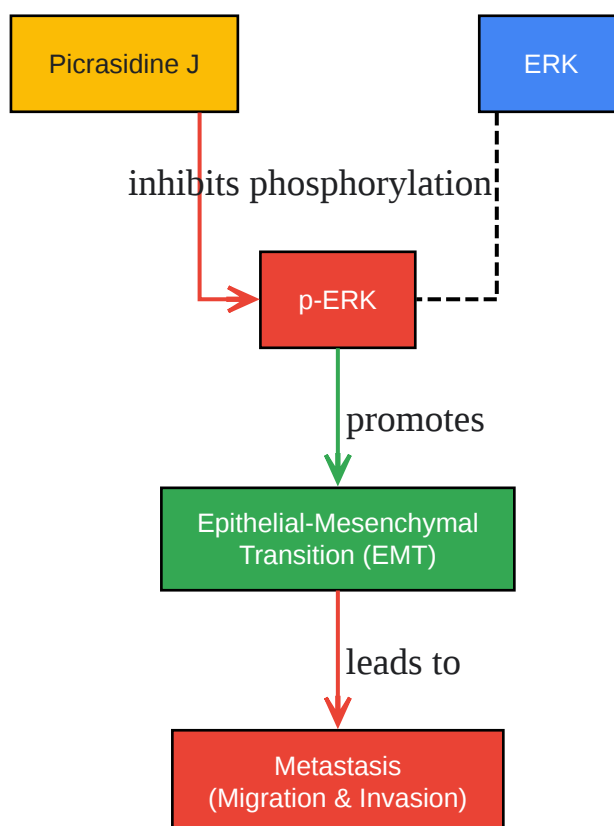 Picrasidine J
ERK
inhibits phosphorylation
p-ERK
promotes
Epithelial-Mesenchymal
Transition (EMT)
leads to
Metastasis
(Migration & Invasion)